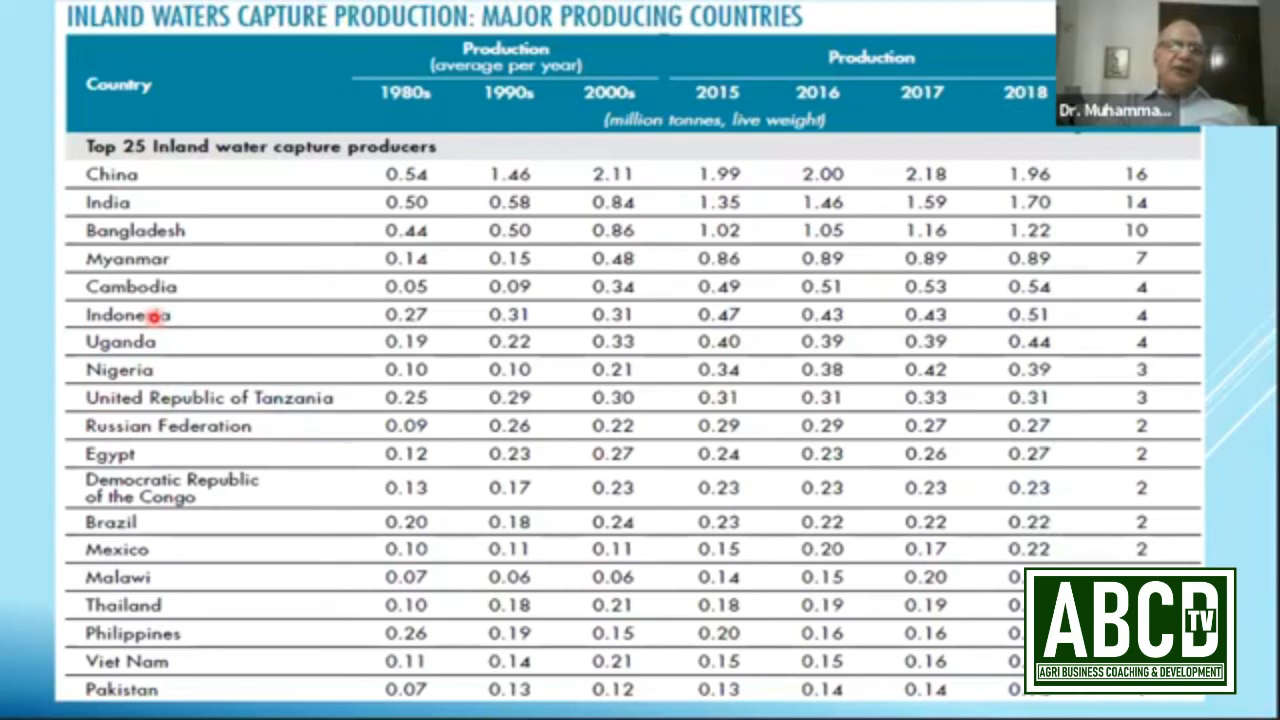 INLAND WATERS CAPTURE PRODUCTION: MAJOR PRODUCING COUNTRIES
Dr. Muhamma...
Country
Production
(average per year)
Production
1980s 1990s 2000s 2015 2016 2017 2018
(million tonnes, live weight)
Top 25 Inland water capture producers
China 0.54 1.46 2.11 1.99 2.00 2.18 1.96 16
India 0.50 0.58 0.84 1.35 1.46 1.59 1.70 14
Bangladesh 0.44 0.50 0.86 1.02 1.05 1.16 1.22 10
Myanmar 0.14 0.15 0.48 0.86 0.89 0.89 0.89 7
Cambodia 0.05 0.09 0.34 0.49 0.51 0.53 0.54 4
Indonesia 0.27 0.31 0.31 0.47 0.43 0.43 0.51 4
Uganda 0.19 0.22 0.33 0.40 0.39 0.39 0.44 4
Nigeria 0.10 0.10 0.21 0.34 0.38 0.42 0.39 3
United Republic of Tanzania 0.25 0.29 0.30 0.31 0.31 0.33 0.31 3
Russian Federation 0.09 0.26 0.22 0.29 0.29 0.27 0.27 2
Egypt 0.12 0.23 0.27 0.24 0.23 0.26 0.27 2
Democratic Republic
of the Congo 0.13 0.17 0.23 0.23 0.23 0.23 0.23 2
Brazil 0.20 0.18 0.24 0.23 0.22 0.22 0.22 2
Mexico 0.10 0.11 0.11 0.15 0.20 0.17 0.22 2
Malawi 0.07 0.06 0.06 0.14 0.15 0.20
Thailand 0.10 0.18 0.21 0.18 0.19 0.19
Philippines 0.26 0.19 0.15 0.20 0.16 0.16
Viet Nam 0.11 0.14 0.21 0.15 0.15 0.16
Pakistan 0.07 0.13 0.12 0.13 0.14 0.14
ABCD TV
AGRI BUSINESS COACHING & DEVELOPMENT